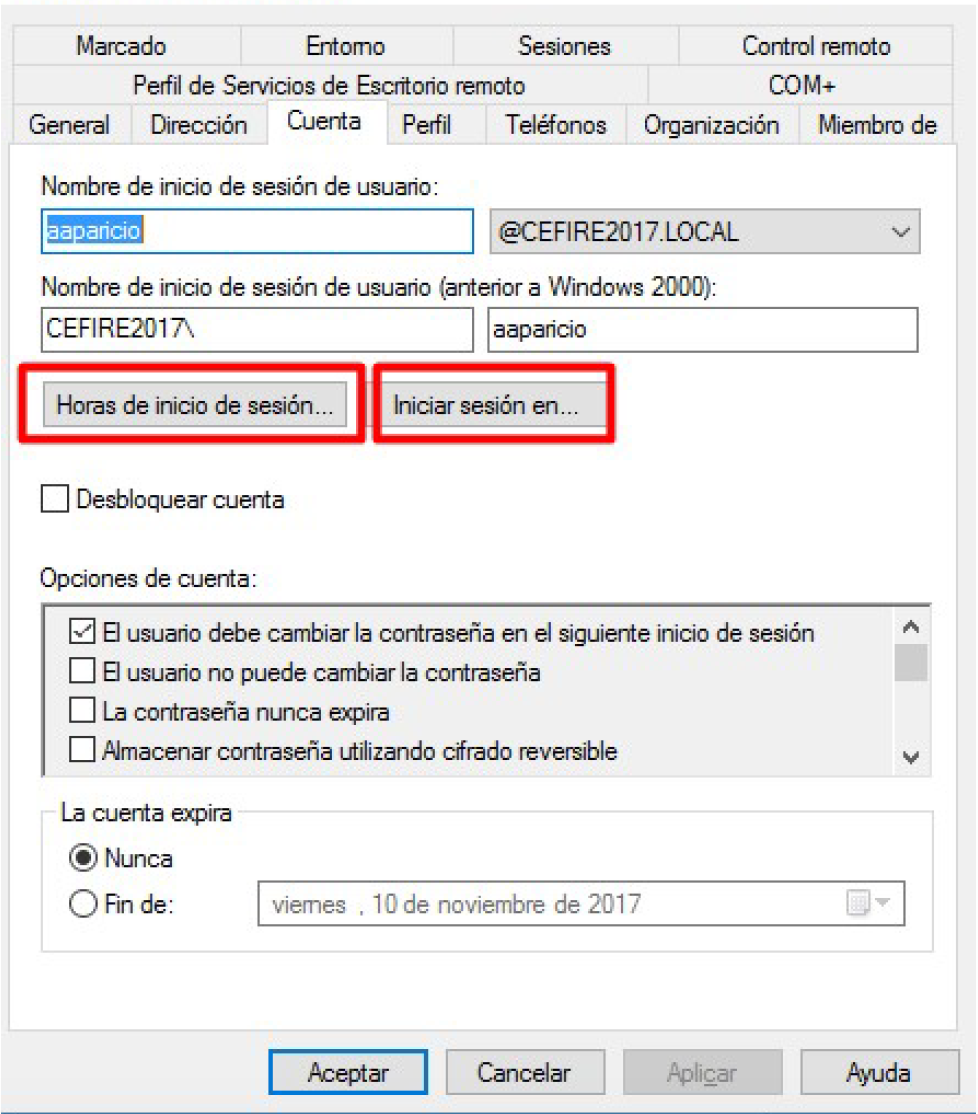 Marcado Entorno Sesiones Control remoto
Perfil de Servicios de Escritorio remoto COM+
General Dirección Cuenta Perfil Teléfonos Organización Miembro de
Nombre de inicio de sesión de usuario:
aaparicio @CEFIRE2017.LOCAL
Nombre de inicio de sesión de usuario (anterior a Windows 2000):
CEFIRE2017\ aaparicio
Horas de inicio de sesión... Iniciar sesión en...
Desbloquear cuenta
Opciones de cuenta:
El usuario debe cambiar la contraseña en el siguiente inicio de sesión
El usuario no puede cambiar la contraseña
La contraseña nunca expira
Almacenar contraseña utilizando cifrado reversible
La cuenta expira
Nunca
Fin de: viernes , 10 de noviembre de 2017
Aceptar Cancelar Aplicar Ayuda